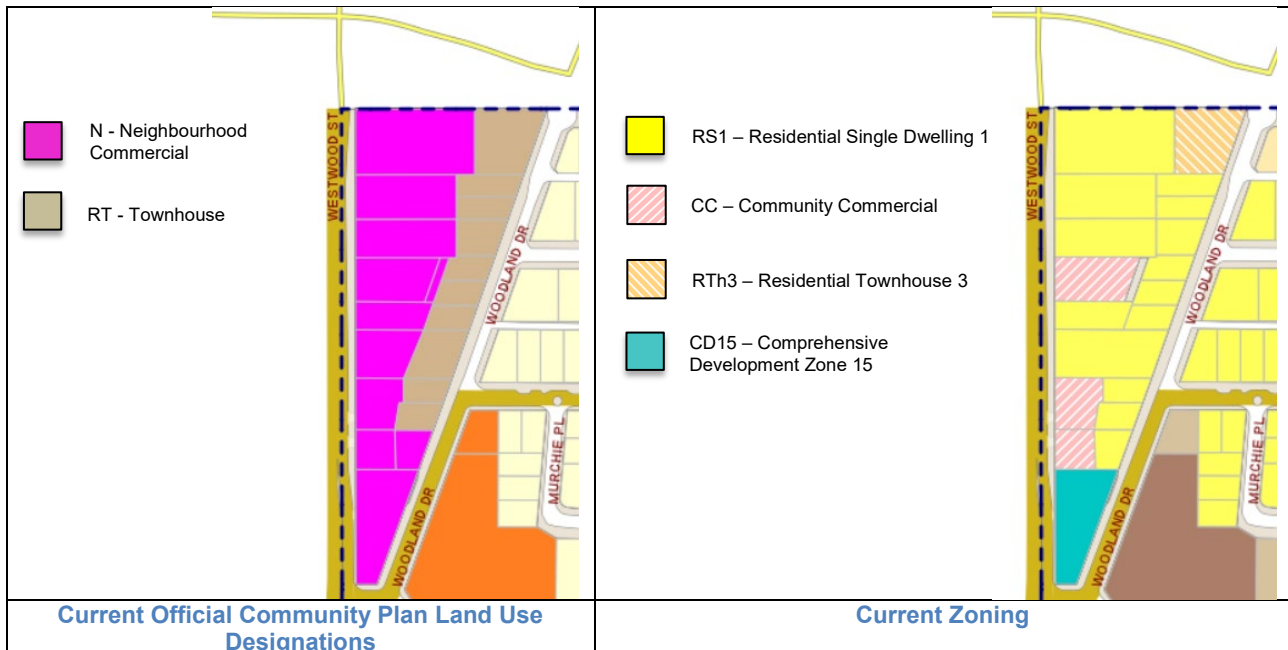 N - Neighbourhood
Commercial
RT - Townhouse
WESTWOOD ST
WOODLAND DR
WOODLAND DR
MURCHIE PL
Current Official Community Plan Land Use
Designations
RS1 – Residential Single Dwelling 1
CC – Community Commercial
RTh3 – Residential Townhouse 3
CD15 – Comprehensive
Development Zone 15
WESTWOOD ST
WOODLAND DR
WOODLAND DR
MURCHIE PL
Current Zoning